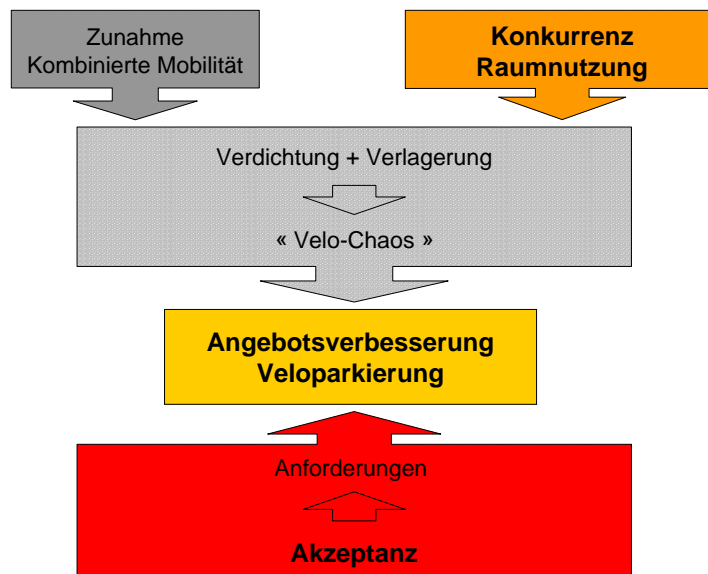 Zunahme
Kombinierte Mobilität
Konkurrenz
Raumnutzung
Verdichtung + Verlagerung
« Velo-Chaos »
Angebotsverbesserung
Veloparkierung
Anforderungen
Akzeptanz